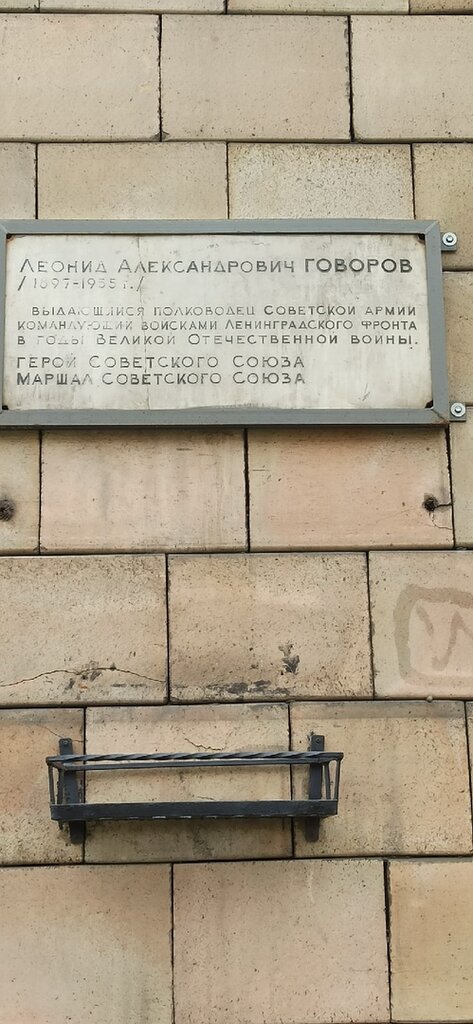 Леонид Александрович ГОВОРОВ
/1897-1955 г./
ВЫДАЮЩИЙСЯ ПОЛКОВОДЕЦ СОВЕТСКОЙ АРМИИ
КОМАНДУЮЩИЙ ВОЙСКАМИ ЛЕНИНГРАДСКОГО ФРОНТА
В ГОДЫ ВЕЛИКОЙ ОТЕЧЕСТВЕННОЙ ВОЙНЫ.
ГЕРОЙ СОВЕТСКОГО СОЮЗА
МАРШАЛ СОВЕТСКОГО СОЮЗА